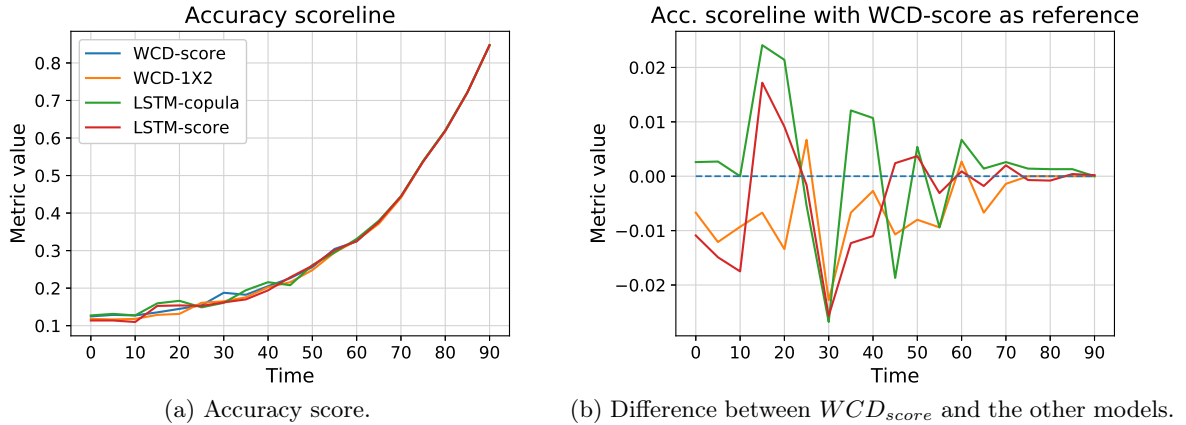 Accuracy scoreline
Metric value
0.8
0.7
0.6
0.5
0.4
0.3
0.2
0.1
WCD-score
WCD-1X2
LSTM-copula
LSTM-score
0 10 20 30 40 50 60 70 80 90
Time
(a) Accuracy score.
Acc. scoreline with WCD-score as reference
Metric value
0.02
0.01
0.00
−0.01
−0.02
0 10 20 30 40 50 60 70 80 90
Time
(b) Difference between WCD_score and the other models.